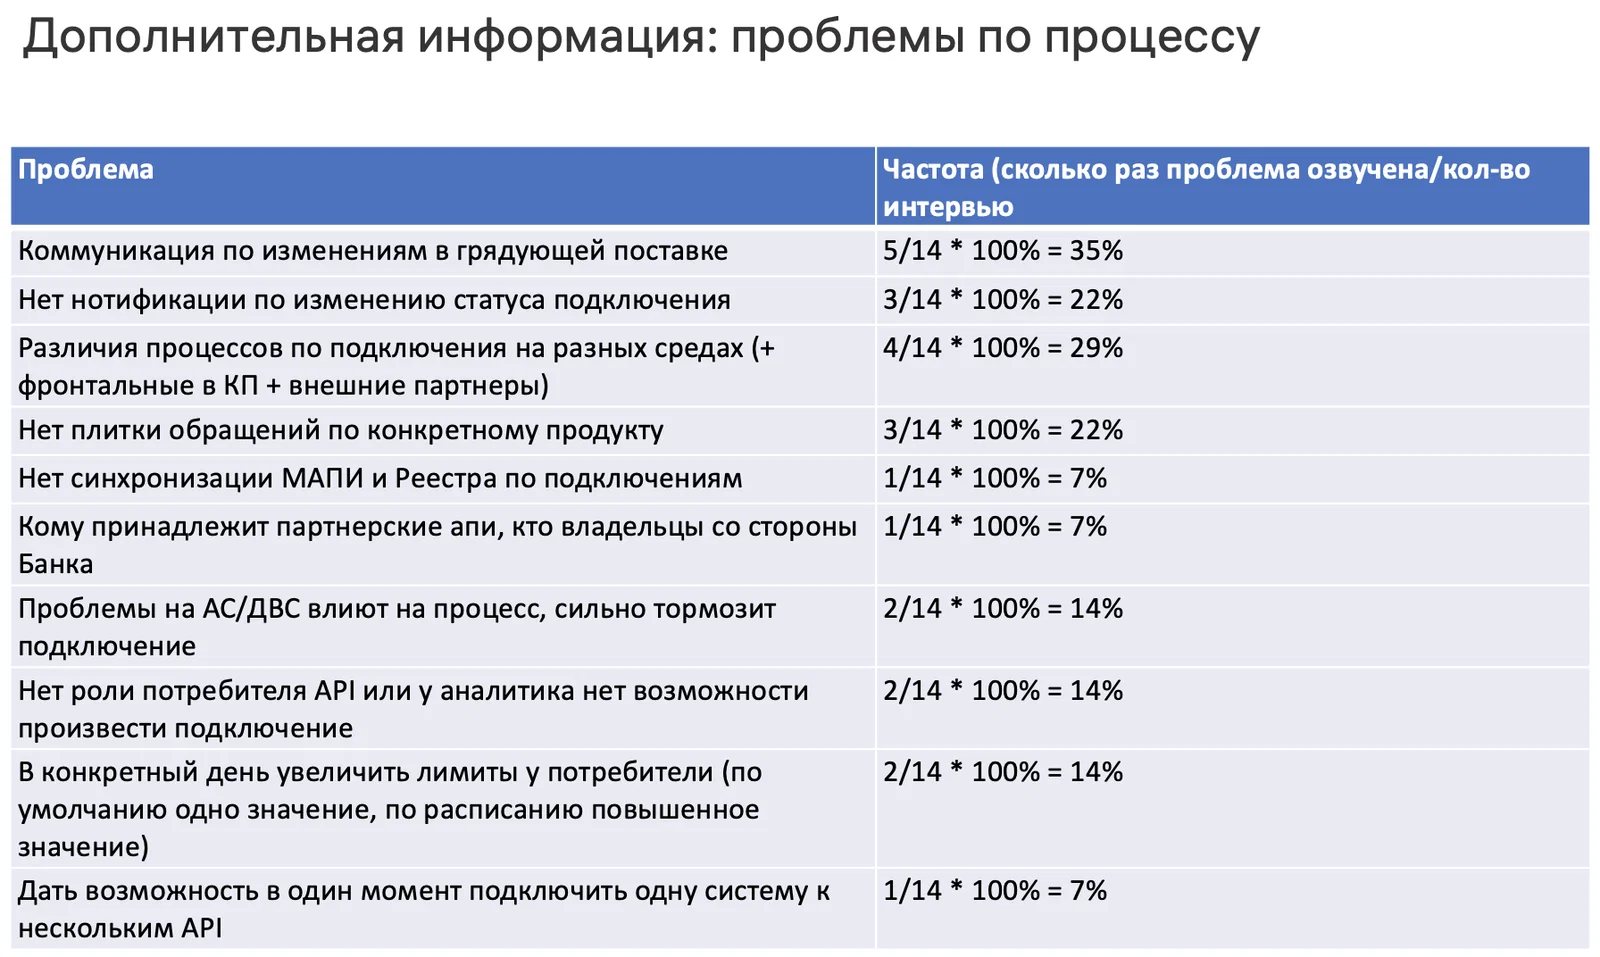 Дополнительная информация: проблемы по процессу
Проблема
Частота (сколько раз проблема озвучена/кол-во
интервью
Коммуникация по изменениям в грядующей поставке
5/14 * 100% = 35%
Нет нотификации по изменению статуса подключения
3/14 * 100% = 22%
Различия процессов по подключения на разных средах (+
фронтальные в КП + внешние партнеры)
4/14 * 100% = 29%
Нет плитки обращений по конкретному продукту
3/14 * 100% = 22%
Нет синхронизации МАПИ и Реестра по подключениям
1/14 * 100% = 7%
Кому принадлежит партнерские апи, кто владельцы со стороны
Банка
1/14 * 100% = 7%
Проблемы на АС/ДВС влиют на процесс, сильно тормозит
подключение
2/14 * 100% = 14%
Нет роли потребителя API или у аналитика нет возможности
произвести подключение
2/14 * 100% = 14%
В конкретный день увеличить лимиты у потребители (по
умолчанию одно значение, по расписанию повышенное
значение)
2/14 * 100% = 14%
Дать возможность в один момент подключить одну систему к
нескольким API
1/14 * 100% = 7%